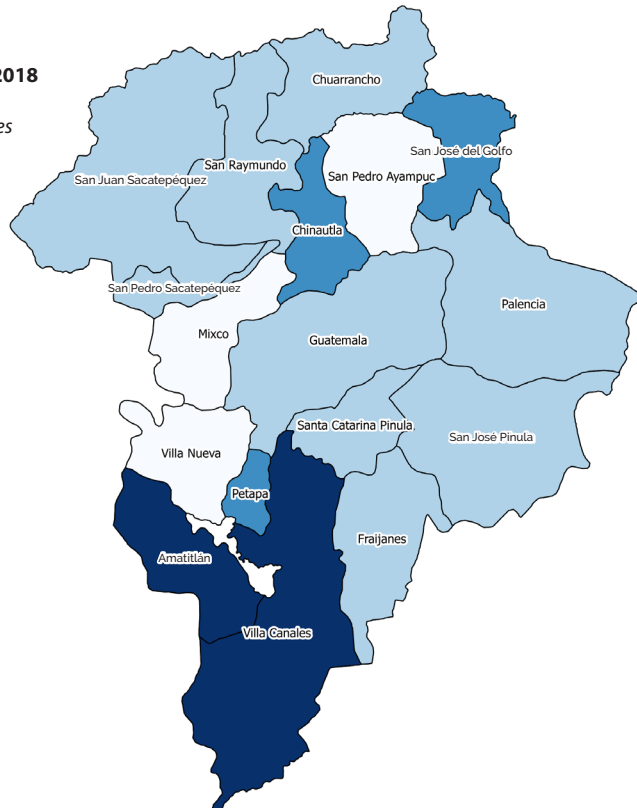 2018
es
Chuarrancho
San José del Golfo
San Raymundo
San Pedro Ayampuc
San Juan Sacatepéquez
Chinautla
San Pedro Sacatepéquez
Palencia
Mixco
Guatemala
Santa Catarina Pinula
San José Pinula
Villa Nueva
Petapa
Fraijanes
Amatitlán
Villa Canales